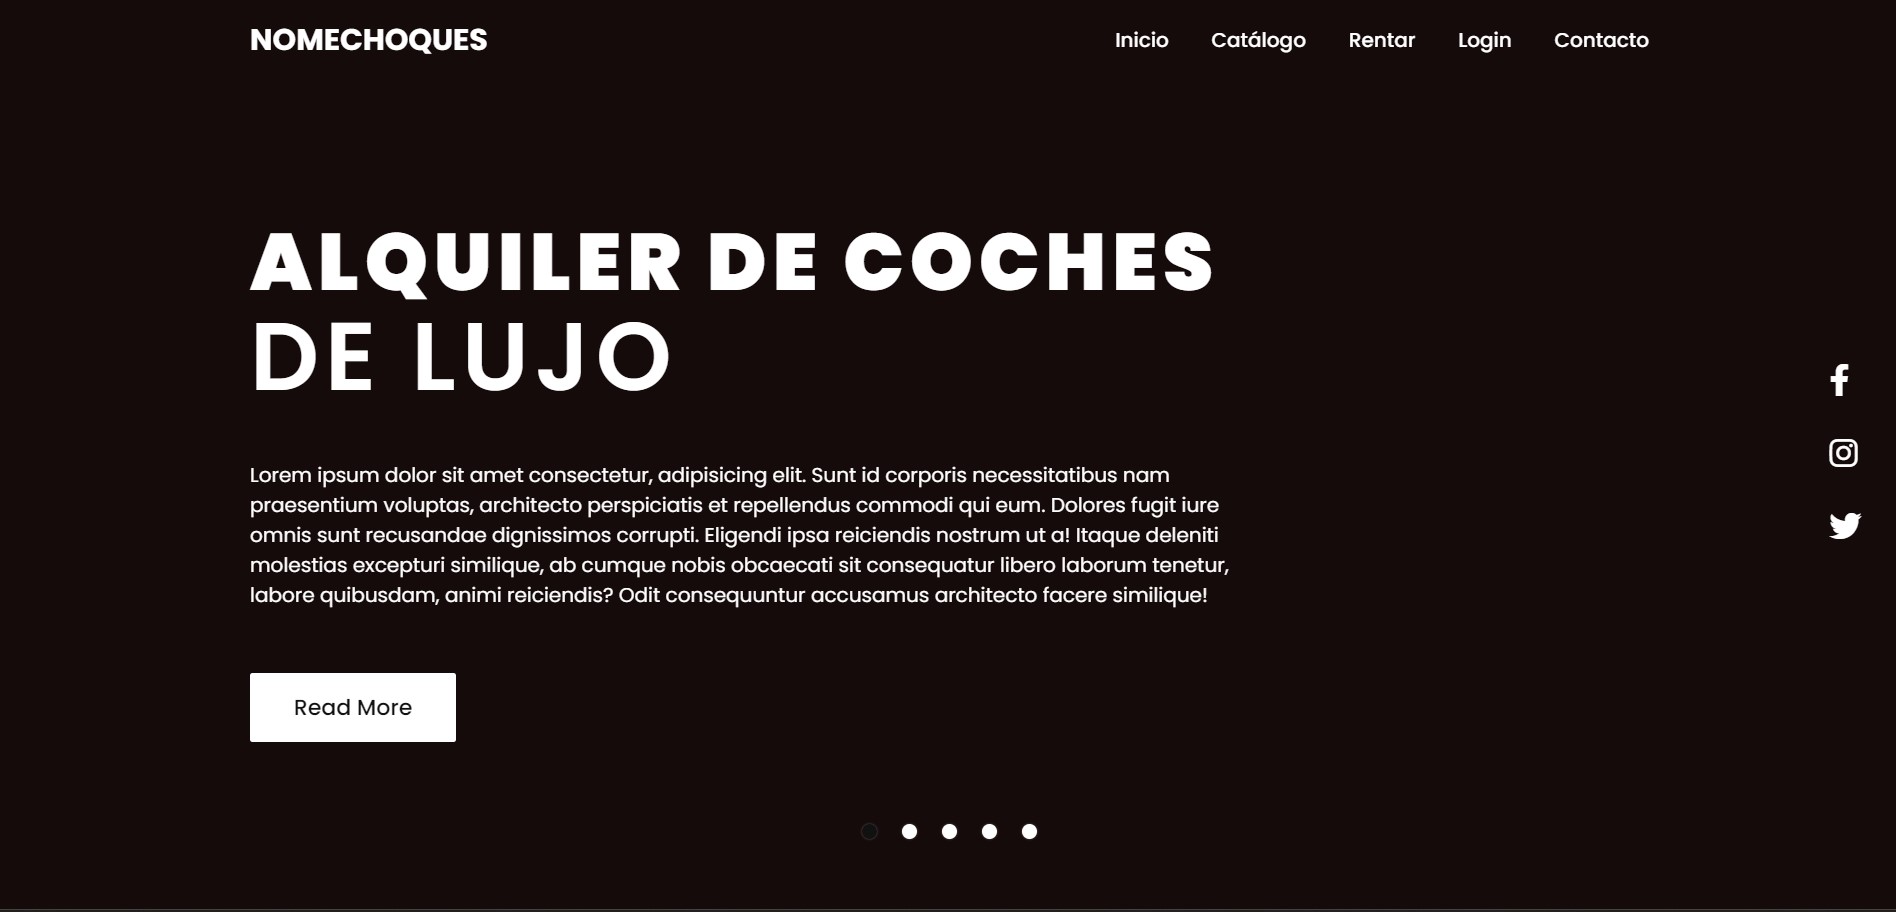 NOMECHOQUES
Inicio Catálogo Rentar Login Contacto
ALQUILER DE COCHES
DE LUJO
Lorem ipsum dolor sit amet consectetur, adipisicing elit. Sunt id corporis necessitatibus nam
praesentium voluptas, architecto perspiciatis et repellendus commodi qui eum. Dolores fugit iure
omnis sunt recusandae dignissimos corrupti. Eligendi ipsa reiciendis nostrum ut a! Itaque deleniti
molestias excepturi similique, ab cumque nobis obcaecati sit consequatur libero laborum tenetur,
labore quibusdam, animi reiciendis? Odit consequuntur accusamus architecto facere similique!
Read More